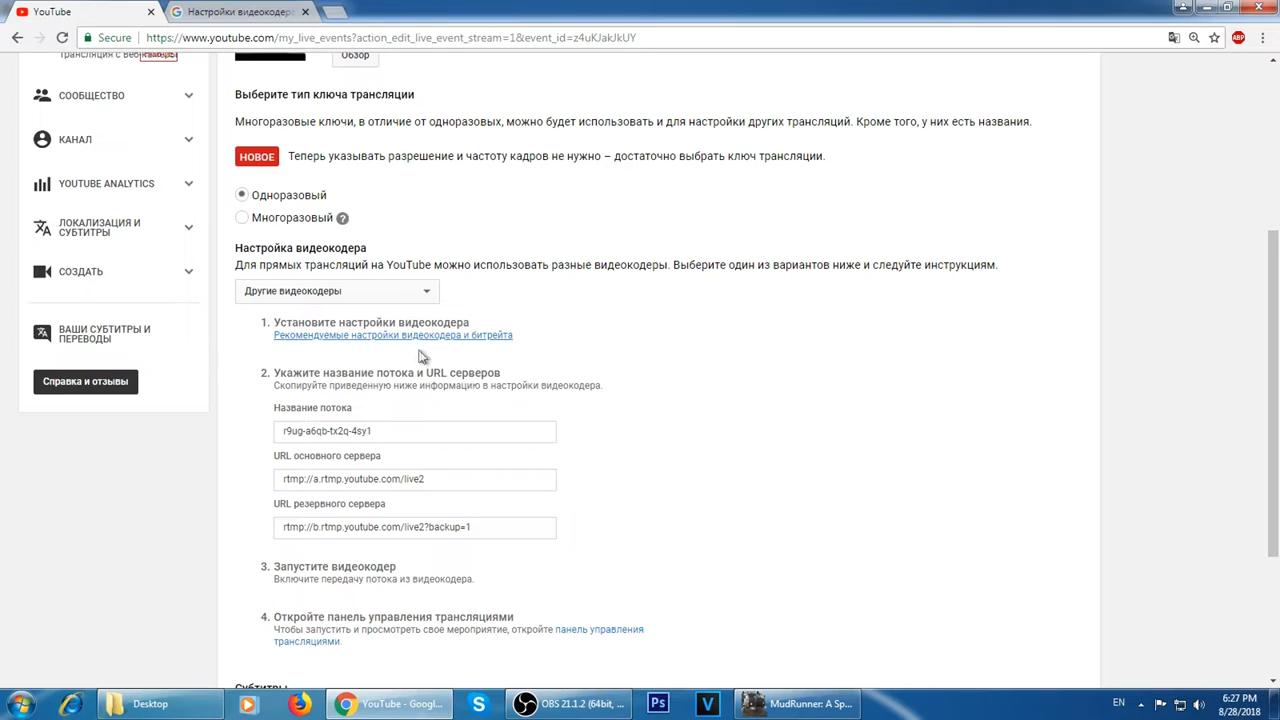 YouTube
Настройки видеокодере
Secure
https://www.youtube.com/my_live_events?action_edit_live_event_stream=1&event_id=z4uKJakJkUY
ABP
Трансляция с веб-камеры
Обзор
СООБЩЕСТВО
КАНАЛ
YOUTUBE ANALYTICS
ЛОКАЛИЗАЦИЯ И
СУБТИТРЫ
СОЗДАТЬ
ВАШИ СУБТИТРЫ И
ПЕРЕВОДЫ
Справка и отзывы
Выберите тип ключа трансляции
Многоразовые ключи, в отличие от одноразовых, можно будет использовать и для настройки других трансляций. Кроме того, у них есть названия.
НОВОЕ Теперь указывать разрешение и частоту кадров не нужно – достаточно выбрать ключ трансляции.
Одноразовый
Многоразовый ?
Настройка видеокодера
Для прямых трансляций на YouTube можно использовать разные видеокодеры. Выберите один из вариантов ниже и следуйте инструкциям.
Другие видеокодеры
1. Установите настройки видеокодера
Рекомендуемые настройки видеокодера и битрейта
2. Укажите название потока и URL серверов
Скопируйте приведенную ниже информацию в настройки видеокодера.
Название потока
r9ug-a6qb-tx2q-4sy1
URL основного сервера
rtmp://a.rtmp.youtube.com/live2
URL резервного сервера
rtmp://b.rtmp.youtube.com/live2?backup=1
3. Запустите видеокодер
Включите передачу потока из видеокодера.
4. Откройте панель управления трансляциями
Чтобы запустить и просмотреть свое мероприятие, откройте панель управления
трансляциями.
Субтитры
Desktop
YouTube - Googl...
OBS 21.1.2 (64bit, ...
Ps
MudRunner: A Sp...
EN
6:27 PM
8/28/2018